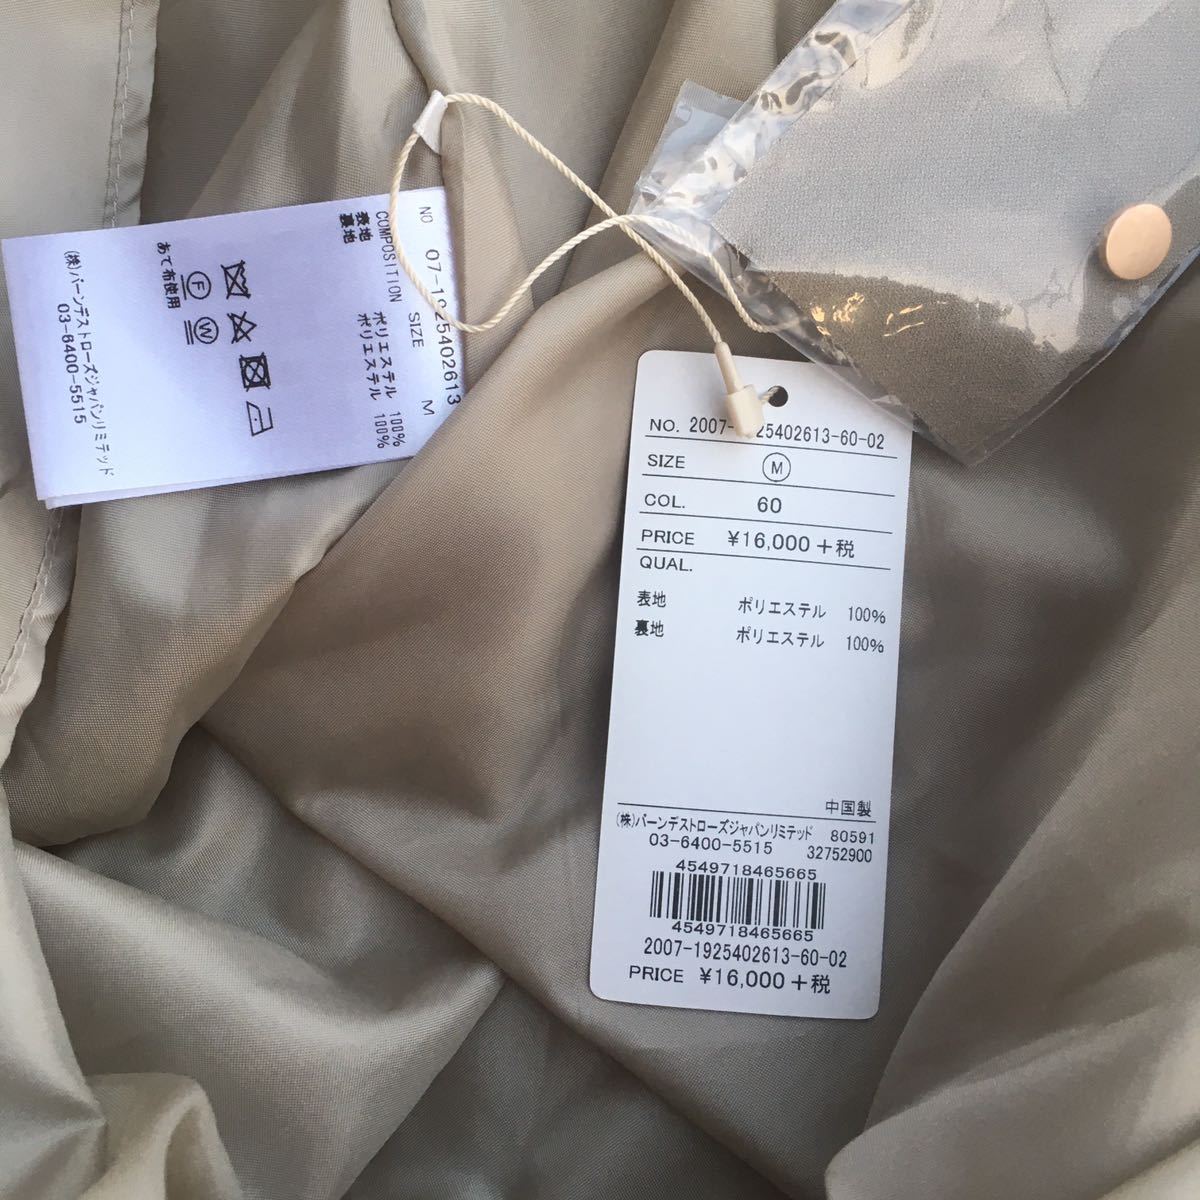 NO 07-1925402613
COMPOSITION SIZE M
表地 ポリエステル 100%
裏地 ポリエステル 100%
F W
あて布使用
(株)バーンデストローズジャパンリミテッド
03-6400-5515
NO. 2007-1925402613-60-02
SIZE M
COL. 60
PRICE ¥16,000+税
QUAL.
表地 ポリエステル 100%
裏地 ポリエステル 100%
中国製
(株)バーンデストローズジャパンリミテッド 80591
03-6400-5515 32752900
4549718465665
4549718465665
2007-1925402613-60-02
PRICE ¥16,000+税